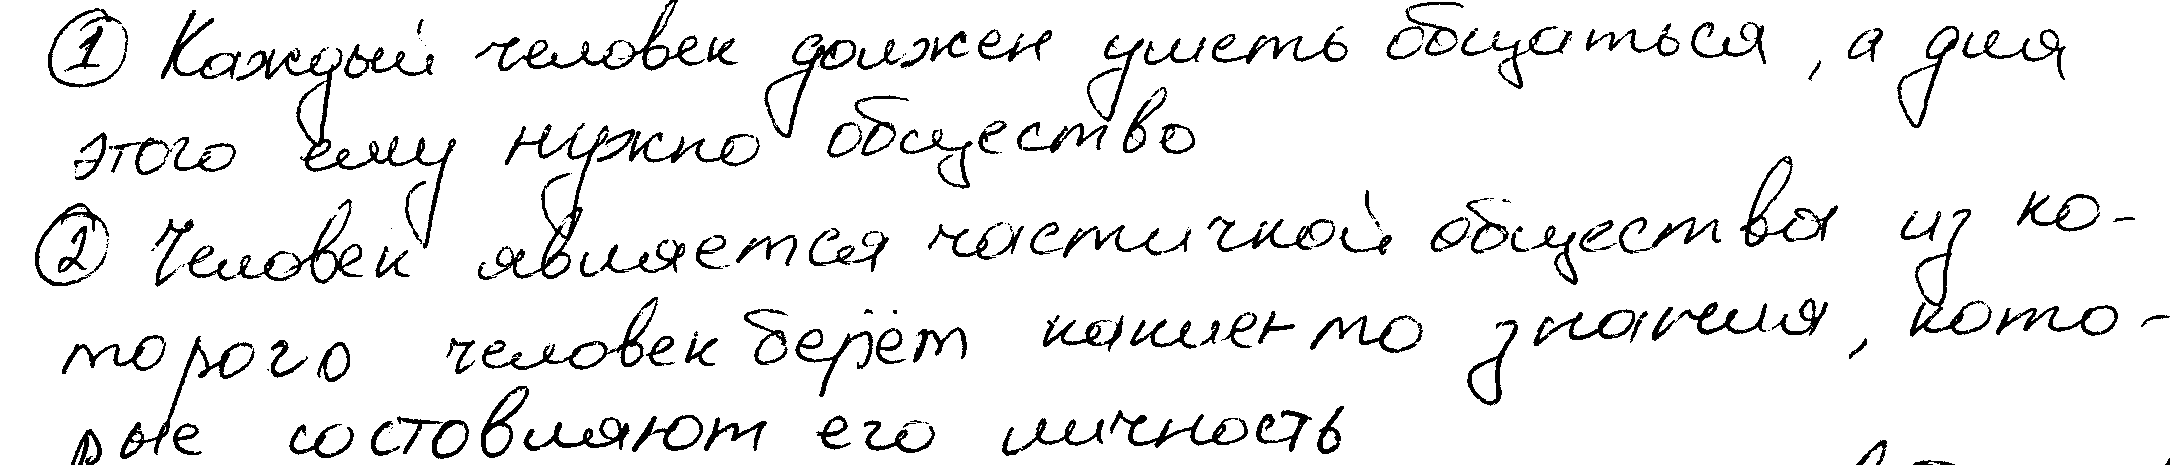 ① Каждый человек должен уметь общаться, а для
этого ему нужно общество
② Человек является частичкой общества из ко-
торого человек берёт какие-то значия, кото-
рые состовляют его личность